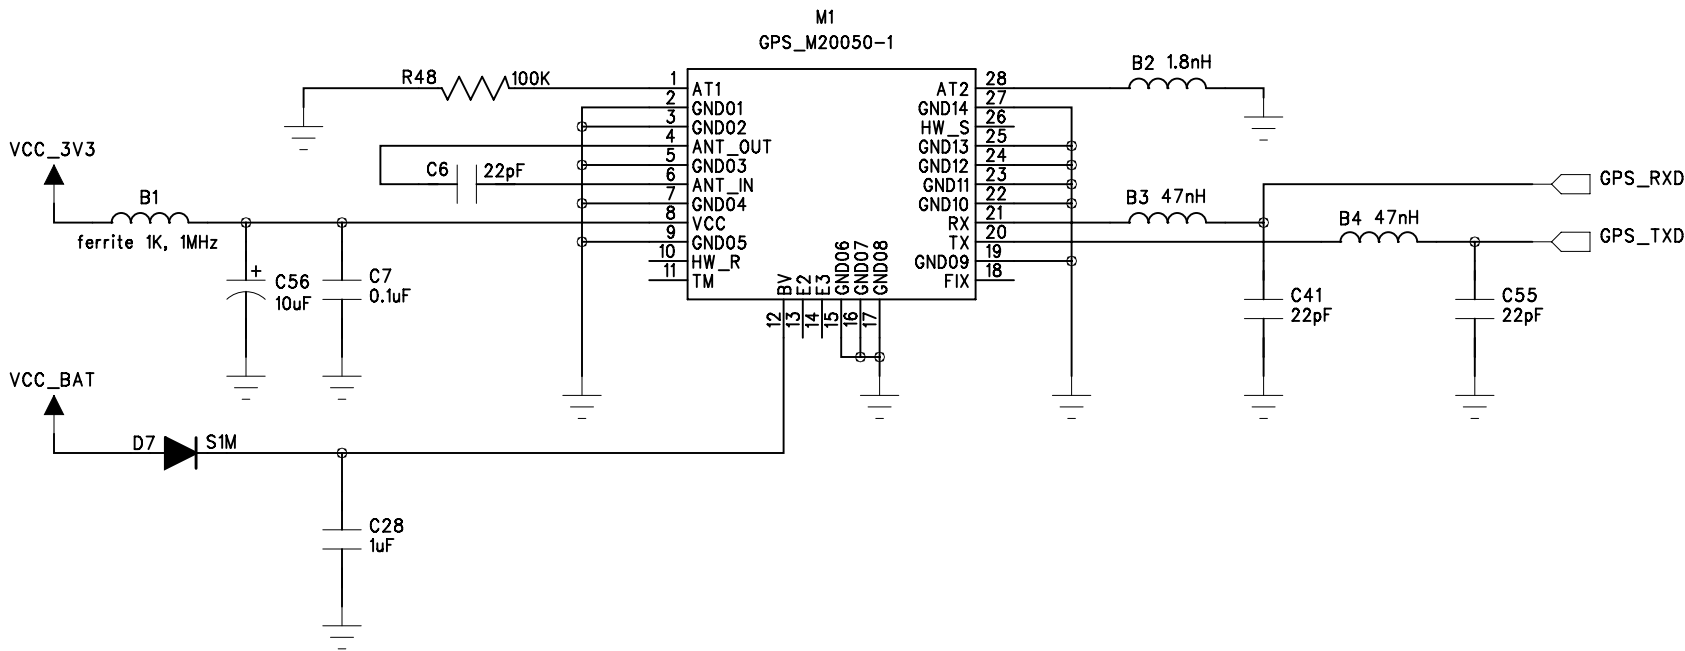 M1
GPS_M20050-1
R48 100K
1 AT1
2 GND01
3 GND02
4 ANT_OUT
5 GND03
6 ANT_IN
7 GND04
8 VCC
9 GND05
10 HW_R
11 TM
12 BV
13 E2
14 E3
15 GND06
16 GND07
17 GND08
28 AT2
27 GND14
26 HW_S
25 GND13
24 GND12
23 GND11
22 GND10
21 RX
20 TX
19 GND09
18 FIX
B2 1.8nH
VCC_3V3
C6 22pF
B1
ferrite 1K, 1MHz
C56
10uF
+
C7
0.1uF
B3 47nH
B4 47nH
GPS_RXD
GPS_TXD
C41
22pF
C55
22pF
VCC_BAT
D7 S1M
C28
1uF